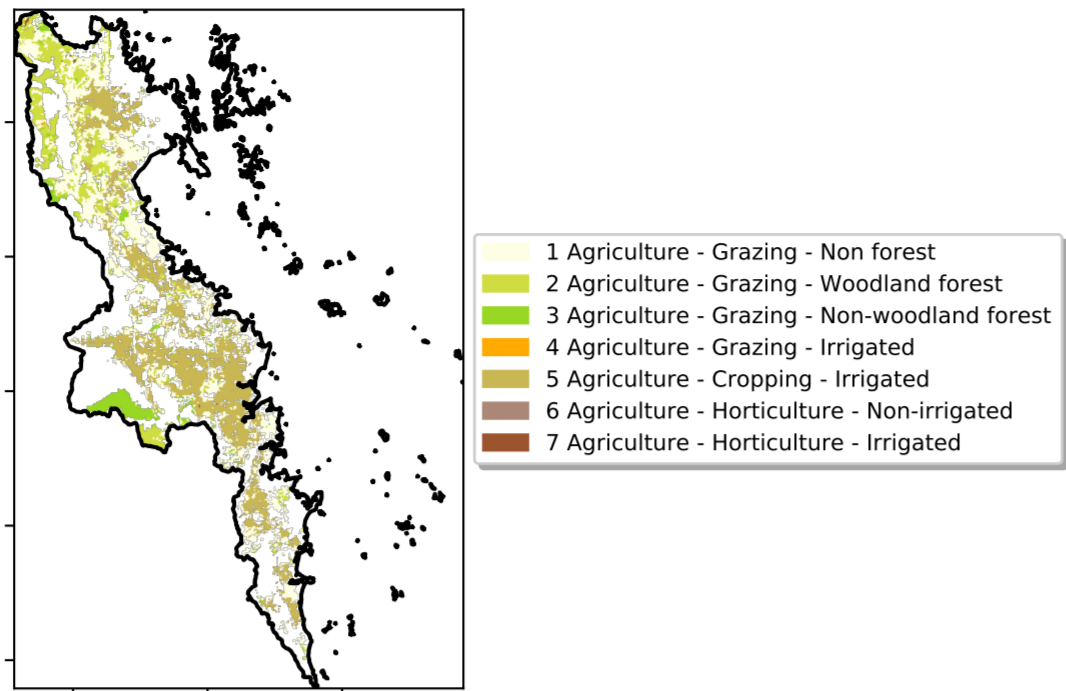 1 Agriculture - Grazing - Non forest
2 Agriculture - Grazing - Woodland forest
3 Agriculture - Grazing - Non-woodland forest
4 Agriculture - Grazing - Irrigated
5 Agriculture - Cropping - Irrigated
6 Agriculture - Horticulture - Non-irrigated
7 Agriculture - Horticulture - Irrigated